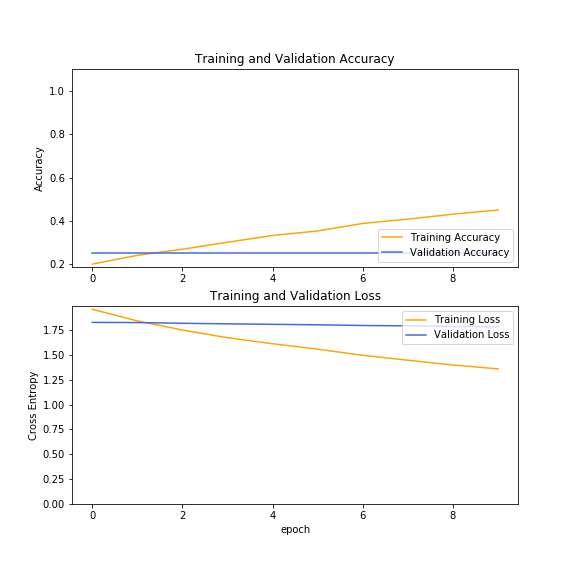 Training and Validation Accuracy
Accuracy
1.0
0.8
0.6
0.4
0.2
Training Accuracy
Validation Accuracy
0 2 4 6 8
Training and Validation Loss
Cross Entropy
1.75
1.50
1.25
1.00
0.75
0.50
0.25
0.00
Training Loss
Validation Loss
0 2 4 6 8
epoch